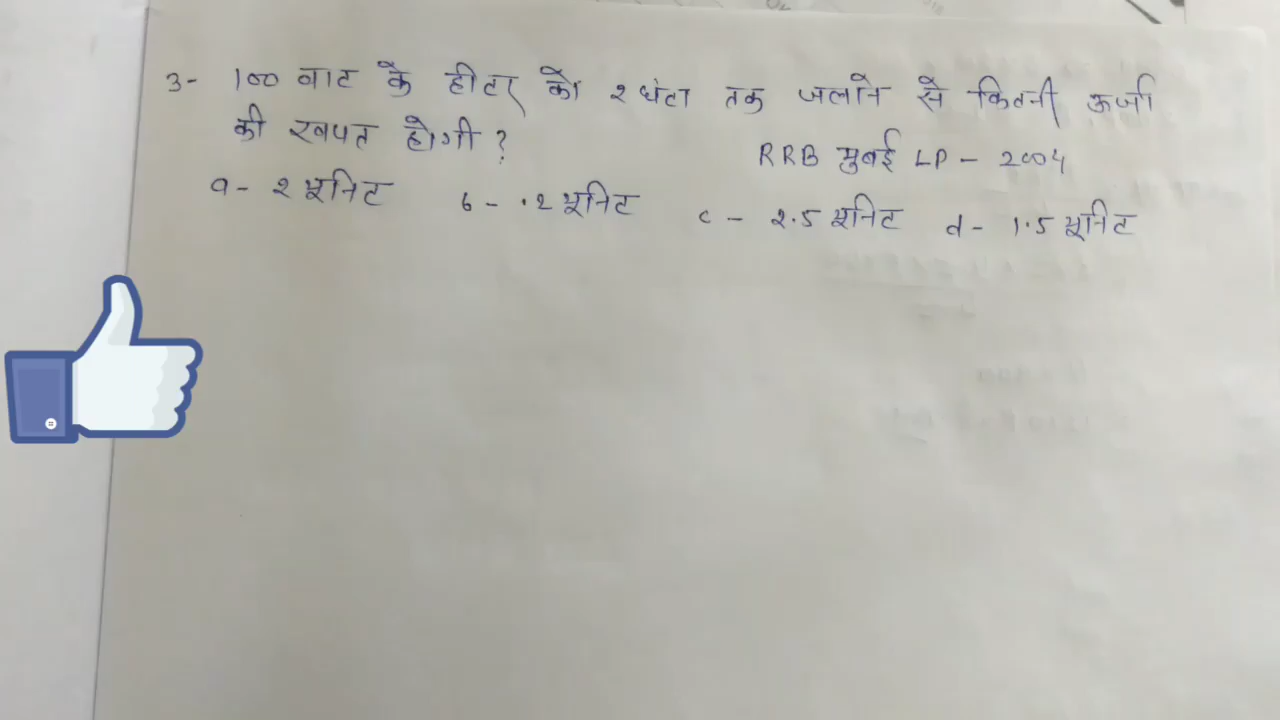 3- 100 वाट के हीटर को 2 घंटा तक जलाने से कितनी ऊर्जा
की खपत होगी ?
RRB मुबई LP - 2004
a- 2 यूनिट b - .2 यूनिट c - 2.5 यूनिट d - 1.5 यूनिट